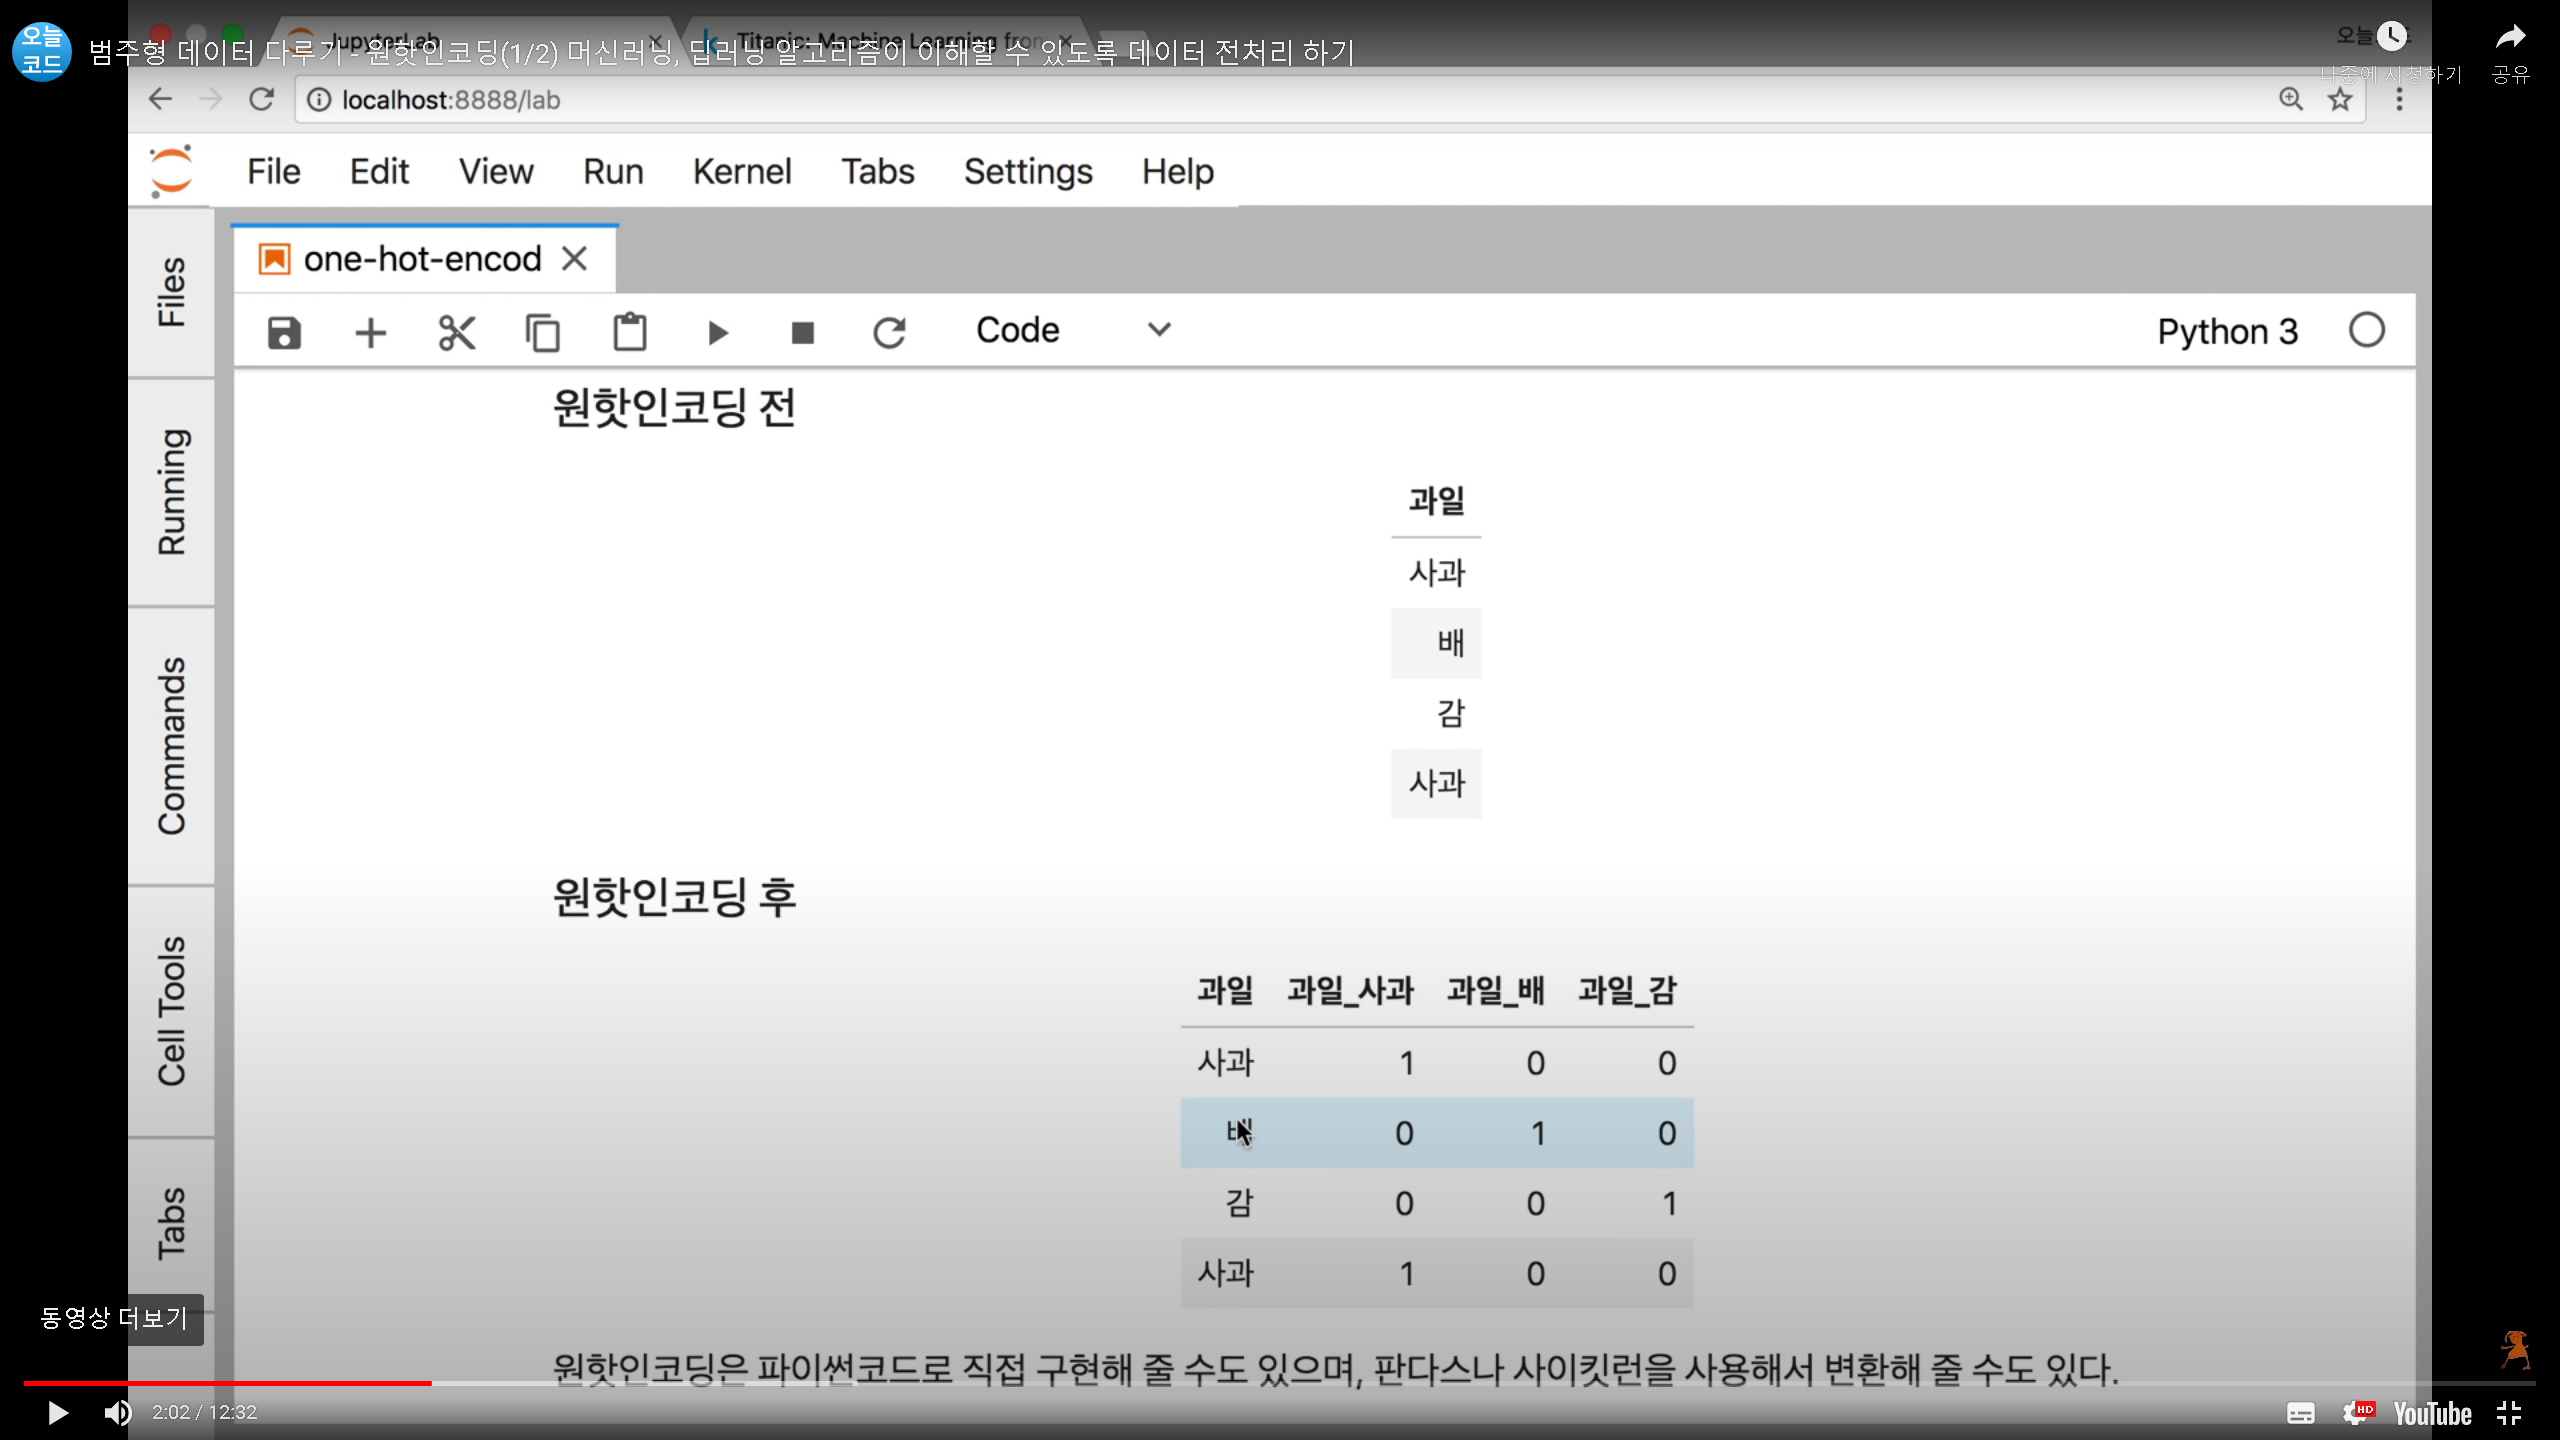 오늘
코드
범주형 데이터 다루기 - 원핫인코딩(1/2) 머신러닝, 딥러닝 알고리즘이 이해할 수 있도록 데이터 전처리 하기
JupyterLab
Titanic: Machine Learning from
오늘
나중에 시청하기
공유
localhost:8888/lab
File Edit View Run Kernel Tabs Settings Help
one-hot-encod
Code
Python 3
Files
Running
Commands
Cell Tools
Tabs
원핫인코딩 전
과일
사과
배
감
사과
원핫인코딩 후
과일 과일_사과 과일_배 과일_감
사과 1 0 0
배 0 1 0
감 0 0 1
사과 1 0 0
원핫인코딩은 파이썬코드로 직접 구현해 줄 수도 있으며, 판다스나 사이킷런을 사용해서 변환해 줄 수도 있다.
동영상 더보기
2:02 / 12:32
HD
YouTube